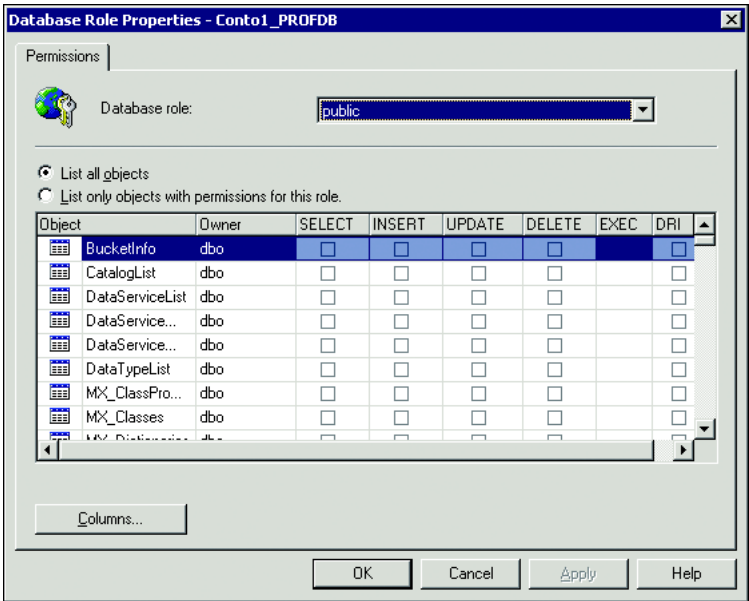 Database Role Properties - Conto1_PROFDB
Permissions
Database role:
public
List all objects
List only objects with permissions for this role.
Object Owner SELECT INSERT UPDATE DELETE EXEC DRI
BucketInfo dbo
CatalogList dbo
DataServiceList dbo
DataService... dbo
DataService... dbo
DataTypeList dbo
MX_ClassPro... dbo
MX_Classes dbo
MX_Dictionaries dbo
Columns...
OK Cancel Apply Help